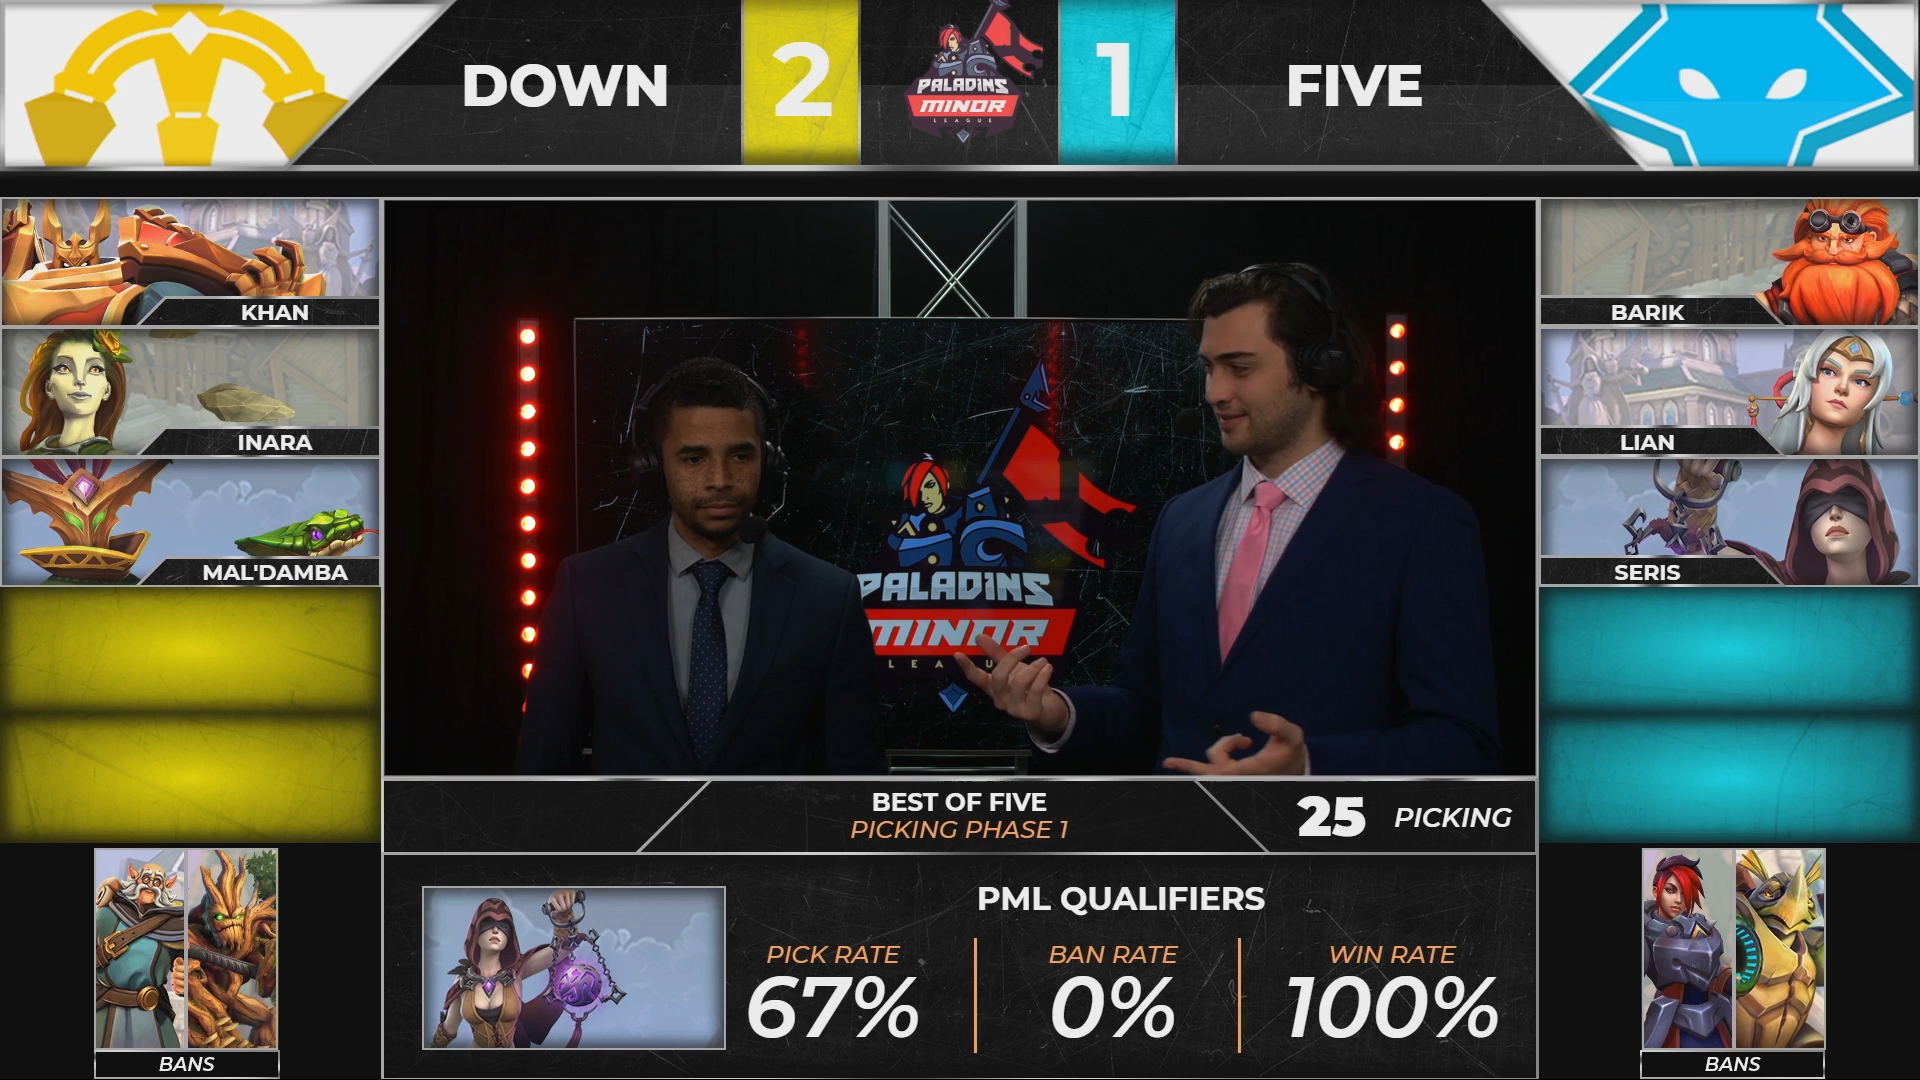 DOWN
2
PALADINS
MINOR
LEAGUE
1
FIVE
KHAN
INARA
MAL'DAMBA
BARIK
LIAN
SERIS
PALADINS
MINOR
LEAGU
BEST OF FIVE
PICKING PHASE 1
25 PICKING
PML QUALIFIERS
PICK RATE
67%
BAN RATE
0%
WIN RATE
100%
BANS
BANS